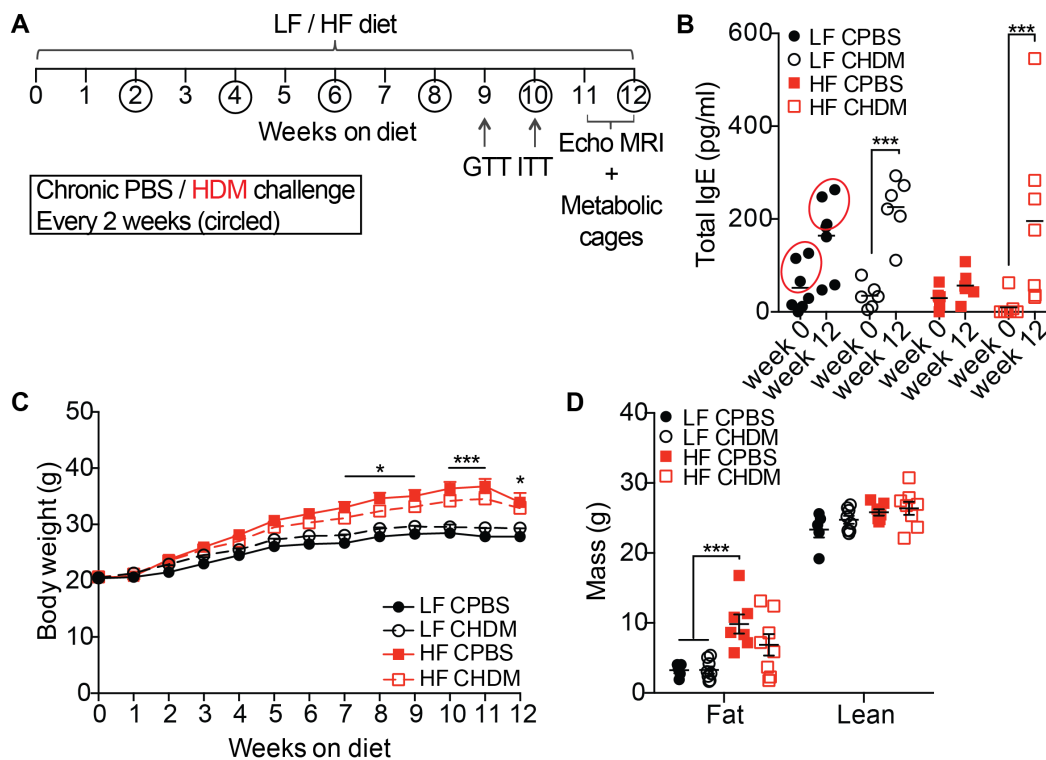 A
LF / HF diet
0 1 2 3 4 5 6 7 8 9 10 11 12
Weeks on diet
GTT ITT
Echo MRI
+
Metabolic
cages
Chronic PBS / HDM challenge
Every 2 weeks (circled)
B
LF CPBS
LF CHDM
HF CPBS
HF CHDM
***
***
Total IgE (pg/ml)
600
400
200
0
week 0
week 12
week 0
week 12
week 0
week 12
week 0
week 12
C
Body weight (g)
50
40
30
20
10
0
* *** *
LF CPBS
LF CHDM
HF CPBS
HF CHDM
0 1 2 3 4 5 6 7 8 9 10 11 12
Weeks on diet
D
LF CPBS
LF CHDM
HF CPBS
HF CHDM
Mass (g)
40
30
20
10
0
***
Fat Lean